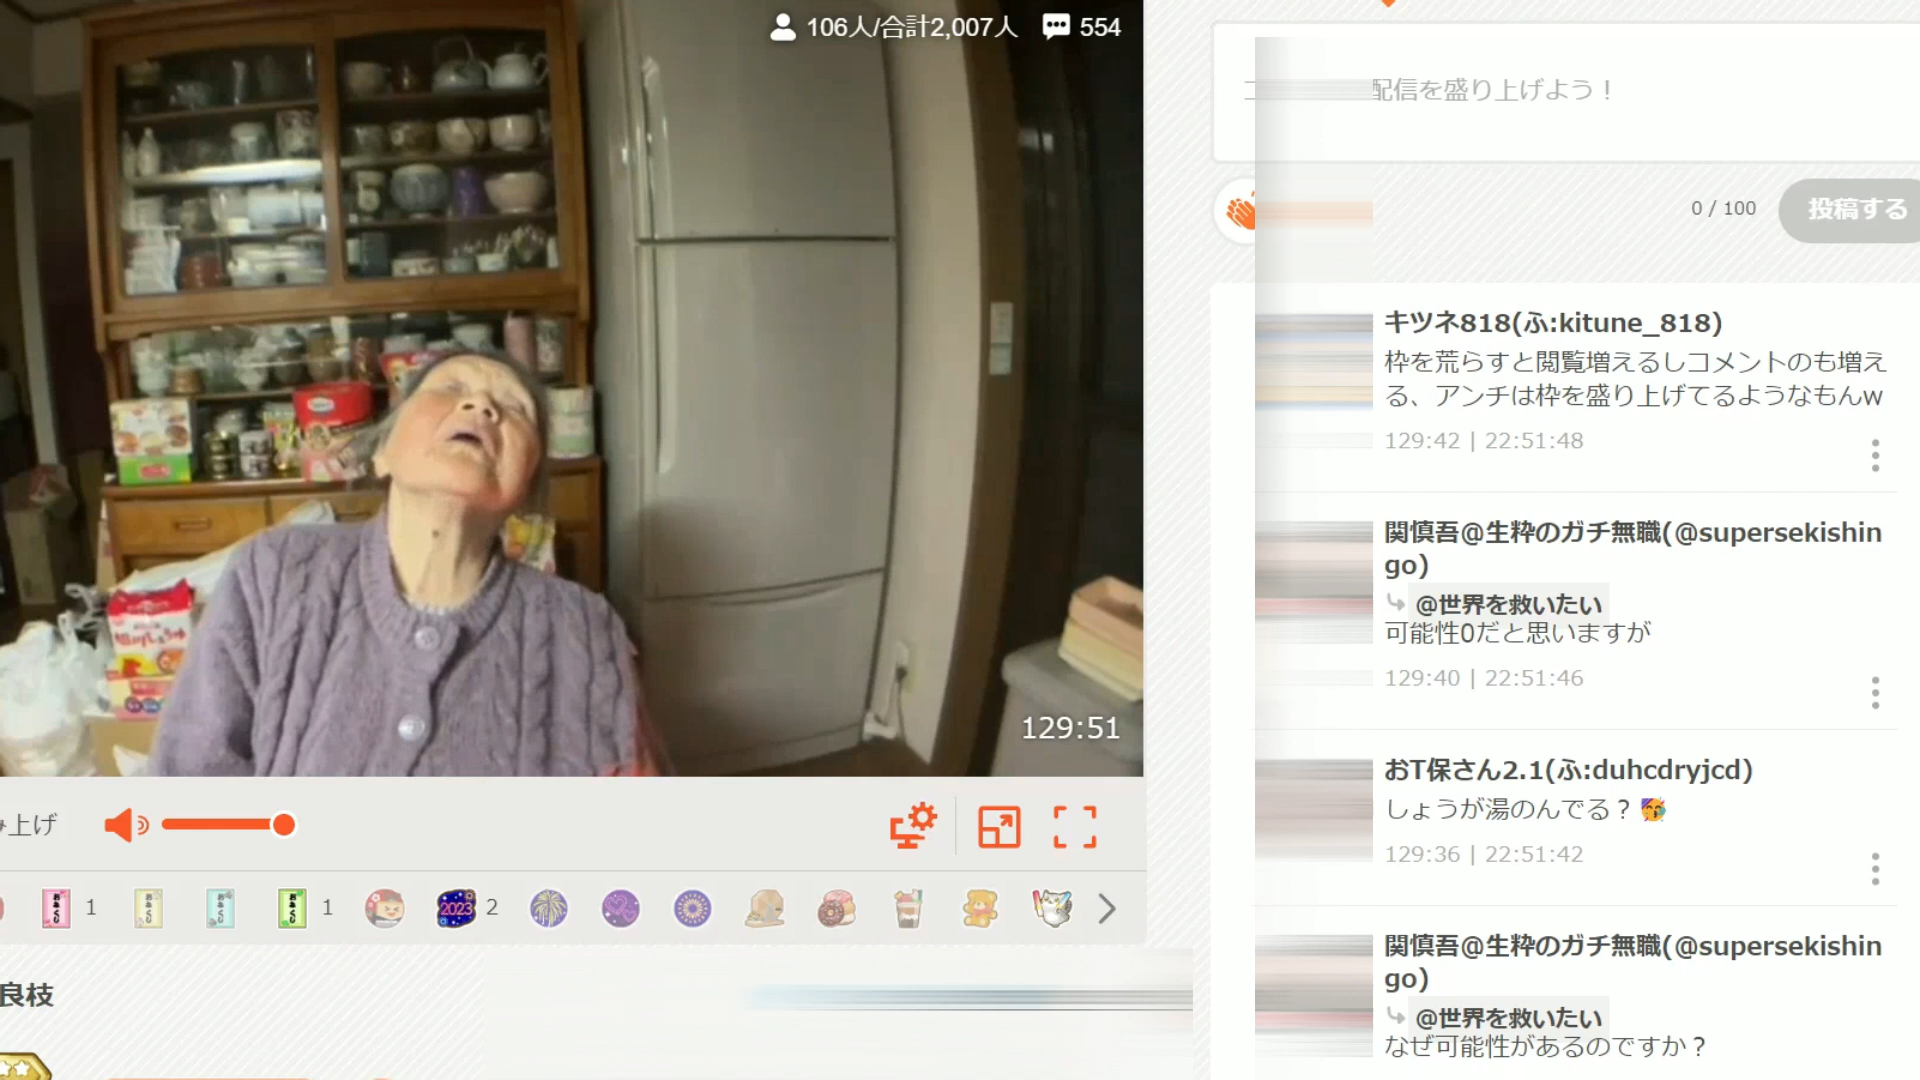 106人/合計2,007人 554
129:51
み上げ
1
1
2023
2
良枝
配信を盛り上げよう！
0 / 100
投稿する
キツネ818(ふ:kitune_818)
枠を荒らすと閲覧増えるしコメントのも増え
る、アンチは枠を盛り上げてるようなもんw
129:42 | 22:51:48
関慎吾@生粋のガチ無職(@supersekishin
go)
@世界を救いたい
可能性0だと思いますが
129:40 | 22:51:46
おT保さん2.1(ふ:duhcdryjcd)
しょうが湯のんでる？🥳
129:36 | 22:51:42
関慎吾@生粋のガチ無職(@supersekishin
go)
@世界を救いたい
なぜ可能性があるのですか？